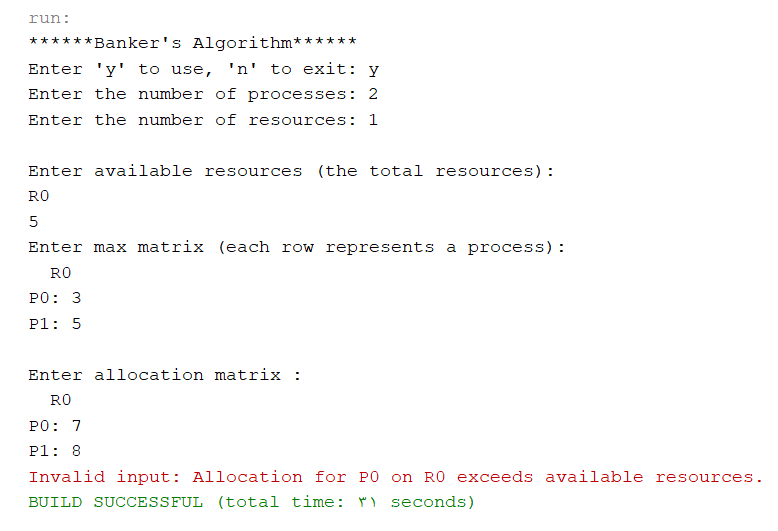 run:
******Banker's Algorithm******
Enter 'y' to use, 'n' to exit: y
Enter the number of processes: 2
Enter the number of resources: 1
Enter available resources (the total resources):
R0
5
Enter max matrix (each row represents a process):
R0
P0: 3
P1: 5
Enter allocation matrix :
R0
P0: 7
P1: 8
Invalid input: Allocation for P0 on R0 exceeds available resources.
BUILD SUCCESSFUL (total time: ٣١ seconds)